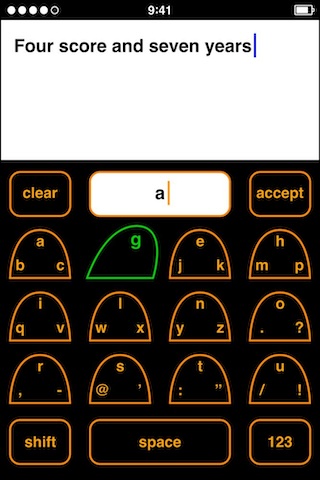 9:41
Four score and seven years
clear a accept
a g e h
b c j k m p
i l n o
q v w x y z . ?
r s t u
, - @ ’ : ” / !
shift space 123